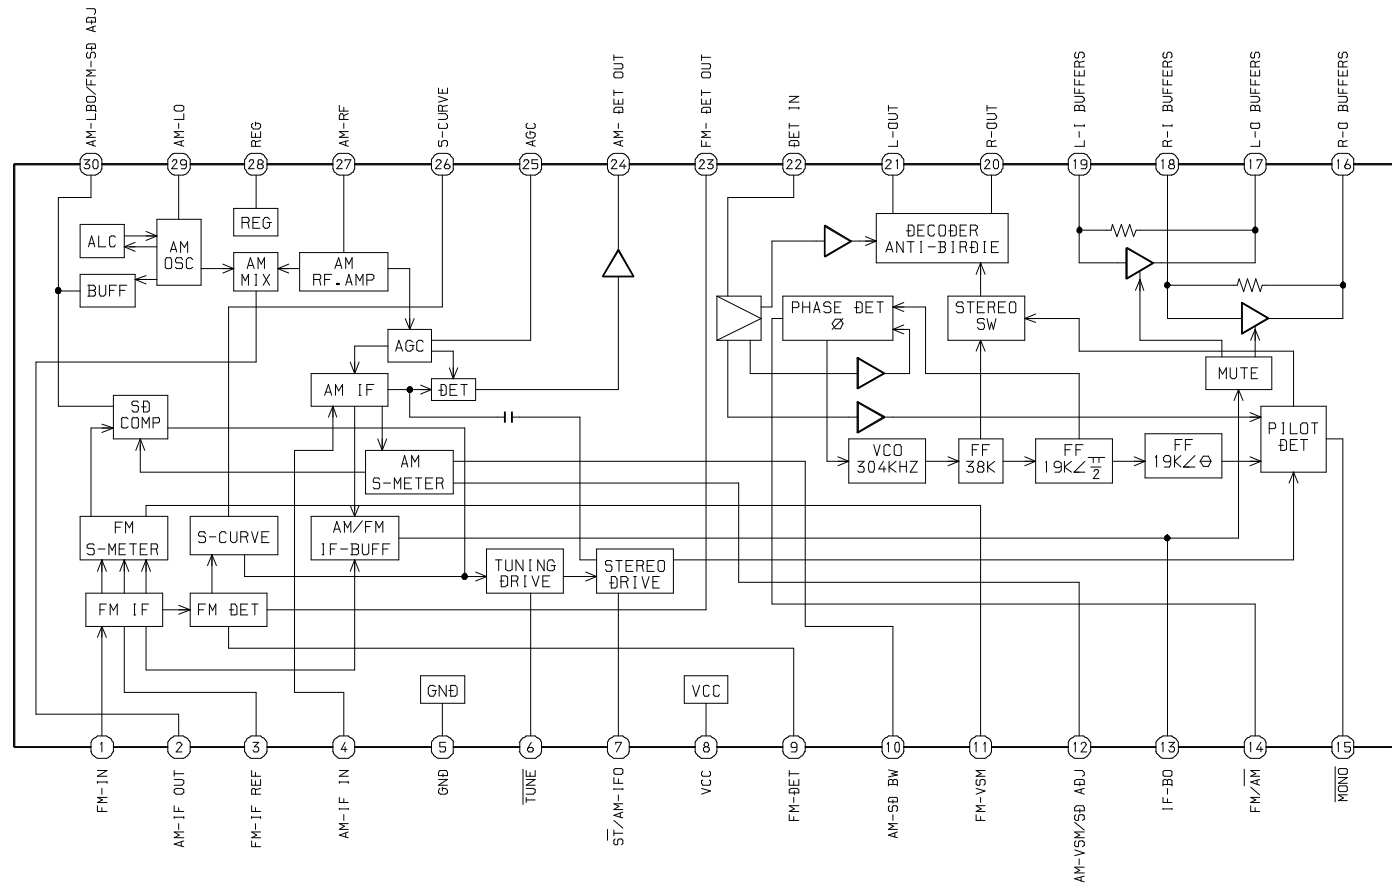 AM-LBO/FM-SD ADJ
AM-LO
REG
AM-RF
S-CURVE
AGC
AM- DET OUT
FM- DET OUT
DET IN
L-OUT
R-OUT
L-I BUFFERS
R-I BUFFERS
L-O BUFFERS
R-O BUFFERS
30
29
28
27
26
25
24
23
22
21
20
19
18
17
16
REG
ALC
AM
OSC
DECODER
ANTI-BIRDIE
AM
MIX
AM
RF-AMP
BUFF
PHASE DET
Ø
STEREO
SW
AGC
MUTE
AM IF
DET
SD
COMP
PILOT
DET
VCO
304KHZ
FF
38K
FF
19K∠π/2
FF
19K∠Θ
AM
S-METER
FM
S-METER
S-CURVE
AM/FM
IF-BUFF
TUNING
DRIVE
STEREO
DRIVE
FM IF
FM DET
GND
VCC
1
2
3
4
5
6
7
8
9
10
11
12
13
14
15
FM-IN
AM-IF OUT
FM-IF REF
AM-IF IN
GND
TUNE
ST/AM-IFO
VCC
FM-DET
AM-SD BW
FM-VSM
AM-VSM/SD ADJ
IF-BO
FM/AM
MONO